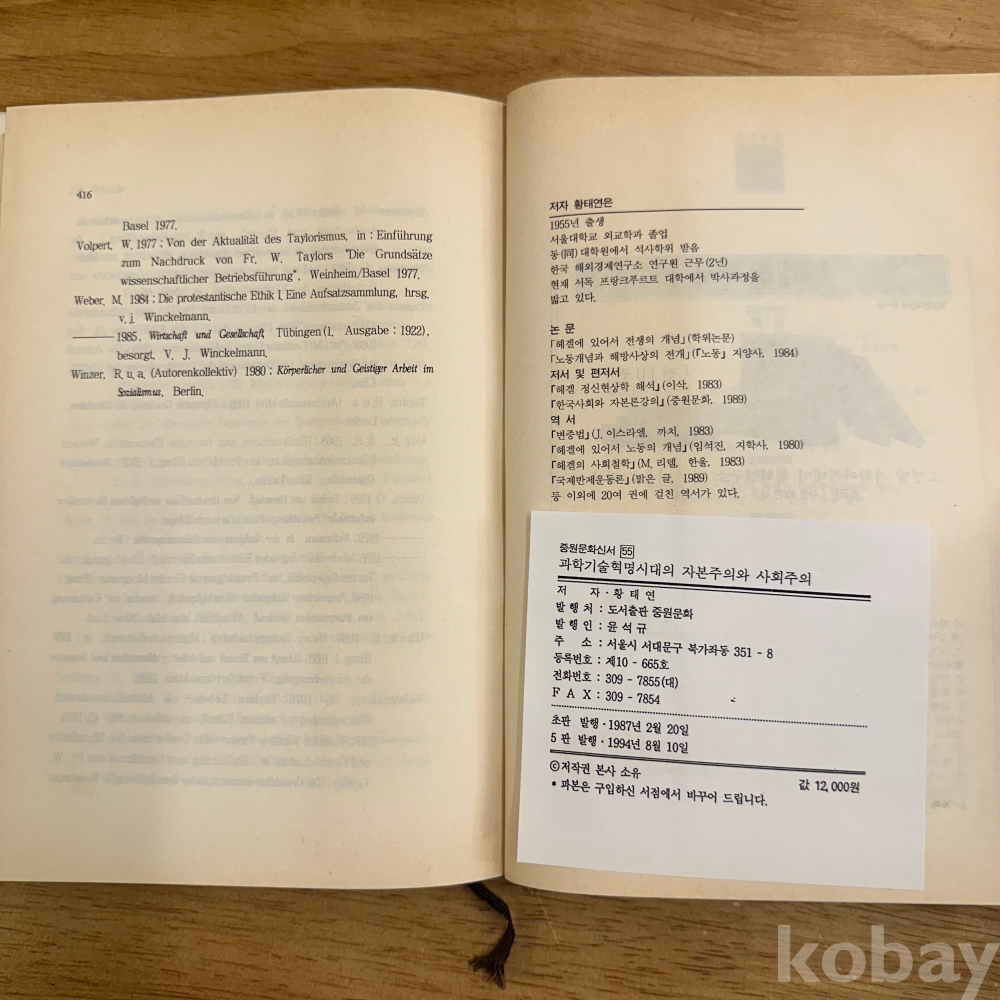 416
Basel 1977.
Volpert, W. 1977 : Von der Aktualität des Taylorismus, in : Einführung
zum Nachdruck von Fr. W. Taylors "Die Grundsätze
wissenschaftlicher Betriebsführung", Weinheim/Basel 1977.
Weber, M. 1984 : Die protestantische Ethik I, Eine Aufsatzsammlung, hrsg.
v. j. Winckelmann.
——— 1985, Wirtschaft und Gesellschaft, Tübingen(1. Ausgabe : 1922),
besorgt. V. J. Winckelmann.
Winzer, R. u. a. (Autorenkollektiv) 1980 : Körperlicher und Geistiger Arbeit im
Sozialismus, Berlin.
저자 황태연은
1955년 출생
서울대학교 외교학과 졸업
동(同)대학원에서 석사학위 받음
한국 해외경제연구소 연구원 근무(2년)
현재 서독 프랑크푸르트 대학에서 박사과정을
밟고 있다.
논 문
「헤겔에 있어서 전쟁의 개념」(학위논문)
「노동개념과 해방사상의 전개」(『노동』 지양사, 1984)
저서 및 편저서
『헤겔 정신현상학 해석』(이삭, 1983)
『한국사회와 자본론강의』(중원문화, 1989)
역 서
『변증법』(J. 이스라엘, 까치, 1983)
『헤겔에 있어서 노동의 개념』(임석진, 지학사, 1980)
『헤겔의 사회철학』(M. 리델, 한울, 1983)
『국제반제운동론』(밝은 글, 1989)
등 이외에 20여 권에 걸친 역서가 있다.
중원문화신서 55
과학기술혁명시대의 자본주의와 사회주의
저 자 · 황 태 연
발 행 처 : 도서출판 중원문화
발 행 인 : 윤 석 규
주 소 : 서울시 서대문구 북가좌동 351 - 8
등록번호 : 제10 - 665호
전화번호 : 309 - 7855(대)
F A X : 309 - 7854
초판 발행 · 1987년 2월 20일
5 판 발행 · 1994년 8월 10일
ⓒ저작권 본사 소유
값 12,000원
* 파본은 구입하신 서점에서 바꾸어 드립니다.
kobay